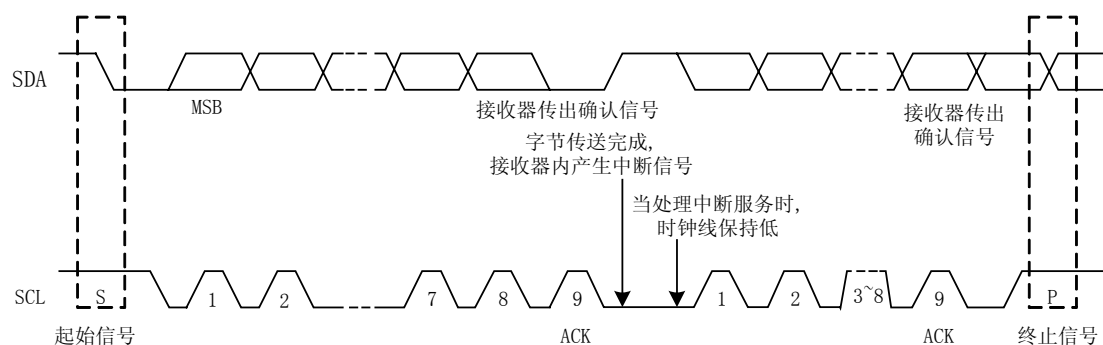 SDA
MSB
接收器传出确认信号
接收器传出
确认信号
字节传送完成,
接收器内产生中断信号
当处理中断服务时,
时钟线保持低
SCL
S
1
2
7
8
9
1
2
3~8
9
P
起始信号
ACK
ACK
终止信号